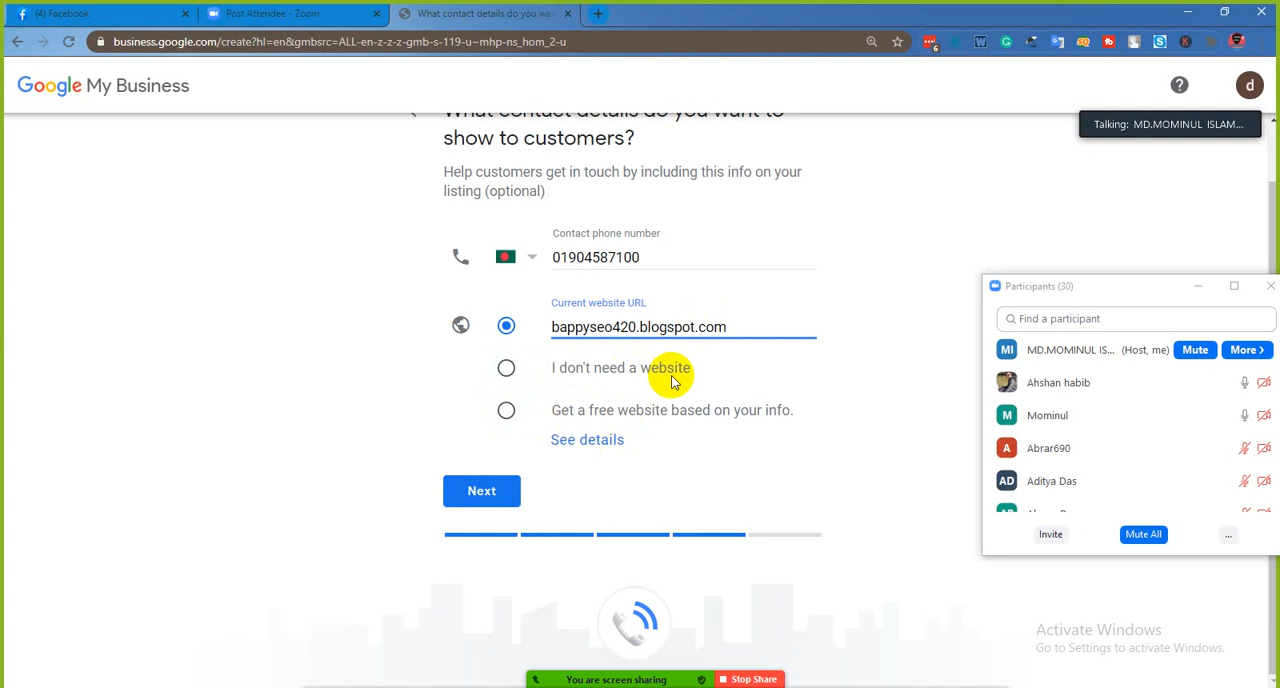 (4) Facebook
Post Attendee - Zoom
What contact details do you wan
business.google.com/create?hl=en&gmbsrc=ALL-en-z-z-z-gmb-s-119-u~mhp-ns_hom_2-u
6
Google My Business
d
Talking: MD.MOMINUL ISLAM...
What contact details do you want to
show to customers?
Help customers get in touch by including this info on your
listing (optional)
Contact phone number
01904587100
Current website URL
bappyseo420.blogspot.com
I don't need a website
Get a free website based on your info.
See details
Next
Participants (30)
Find a participant
MI MD.MOMINUL IS... (Host, me) Mute More
Ahshan habib
M Mominul
A Abrar690
AD Aditya Das
Invite Mute All ...
Activate Windows
Go to Settings to activate Windows.
You are screen sharing Stop Share